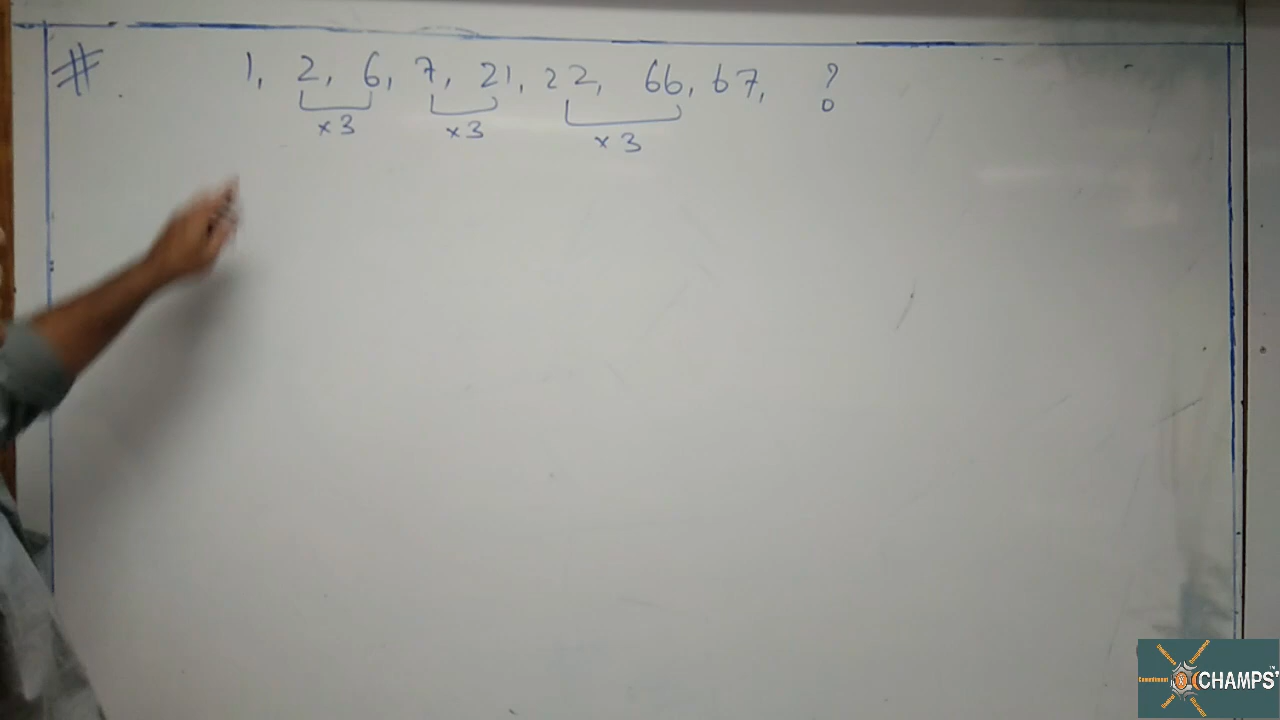 # 1, 2, 6, 7, 21, 22, 66, 67, ?
×3 ×3 ×3
CHAMPS